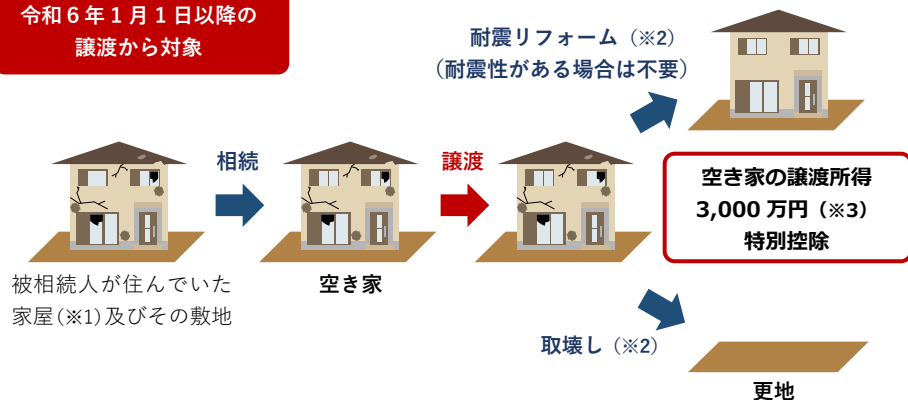 令和６年１月１日以降の
譲渡から対象
耐震リフォーム（※2）
（耐震性がある場合は不要）
相続
譲渡
空き家の譲渡所得
3,000 万円（※3）
特別控除
被相続人が住んでいた
家屋(※1)及びその敷地
空き家
取壊し（※2）
更地